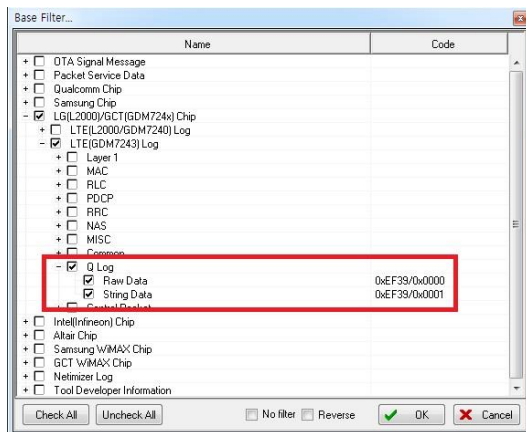 Base Filter...
Name Code
OTA Signal Message
Packet Service Data
Qualcomm Chip
Samsung Chip
LG(L2000)/GCT(GDM724x) Chip
LTE(L2000/GDM7240) Log
LTE(GDM7243) Log
Layer 1
MAC
RLC
PDCP
RRC
NAS
MISC
Common
Q Log
Raw Data 0xEF39/0x0000
String Data 0xEF39/0x0001
Control Packet
Intel(Infineon) Chip
Altair Chip
Samsung WiMAX Chip
GCT WiMAX Chip
Netimizer Log
Tool Developer Information
Check All Uncheck All No filter Reverse OK Cancel